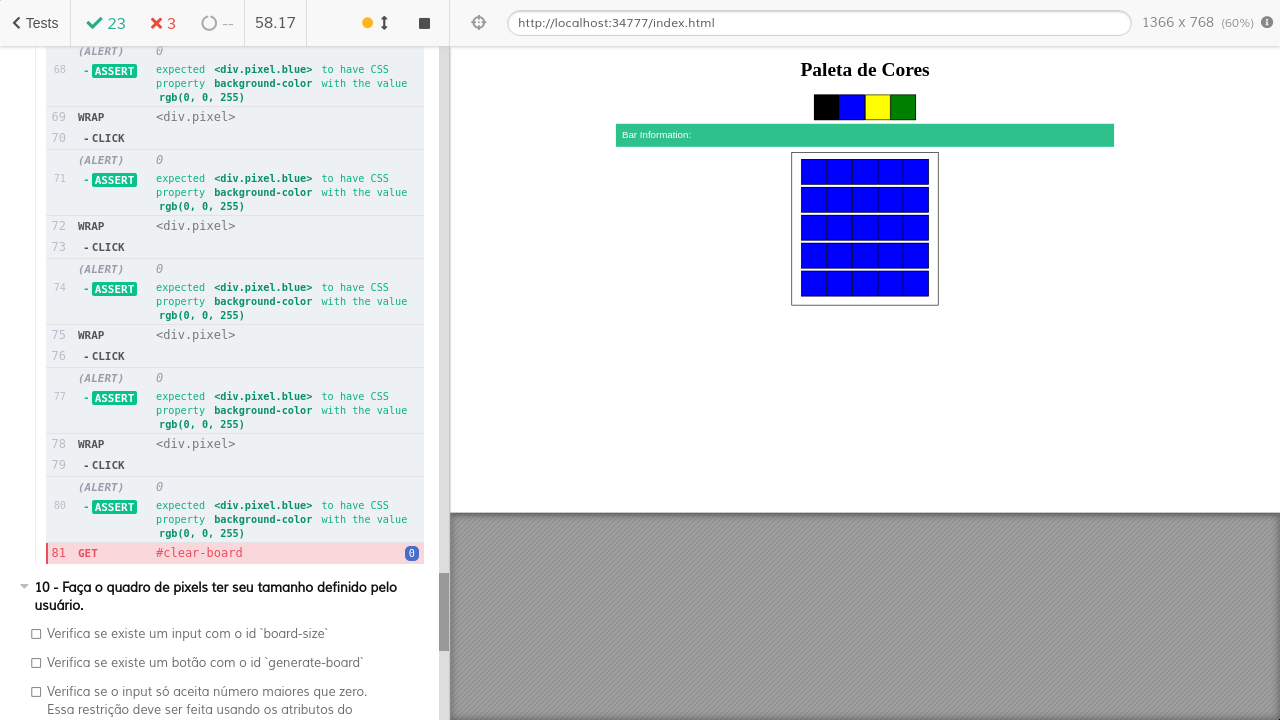 Tests 23 3 -- 58.17
(ALERT) 0
68 -ASSERT expected <div.pixel.blue> to have CSS
property background-color with the value
rgb(0, 0, 255)
69 WRAP <div.pixel>
70 -CLICK
(ALERT) 0
71 -ASSERT expected <div.pixel.blue> to have CSS
property background-color with the value
rgb(0, 0, 255)
72 WRAP <div.pixel>
73 -CLICK
(ALERT) 0
74 -ASSERT expected <div.pixel.blue> to have CSS
property background-color with the value
rgb(0, 0, 255)
75 WRAP <div.pixel>
76 -CLICK
(ALERT) 0
77 -ASSERT expected <div.pixel.blue> to have CSS
property background-color with the value
rgb(0, 0, 255)
78 WRAP <div.pixel>
79 -CLICK
(ALERT) 0
80 -ASSERT expected <div.pixel.blue> to have CSS
property background-color with the value
rgb(0, 0, 255)
81 GET #clear-board 0
10 - Faça o quadro de pixels ter seu tamanho definido pelo
usuário.
Verifica se existe um input com o id `board-size`
Verifica se existe um botão com o id `generate-board`
Verifica se o input só aceita número maiores que zero.
Essa restrição deve ser feita usando os atributos do
http://localhost:34777/index.html 1366 x 768 (60%)
Paleta de Cores
Bar Information: